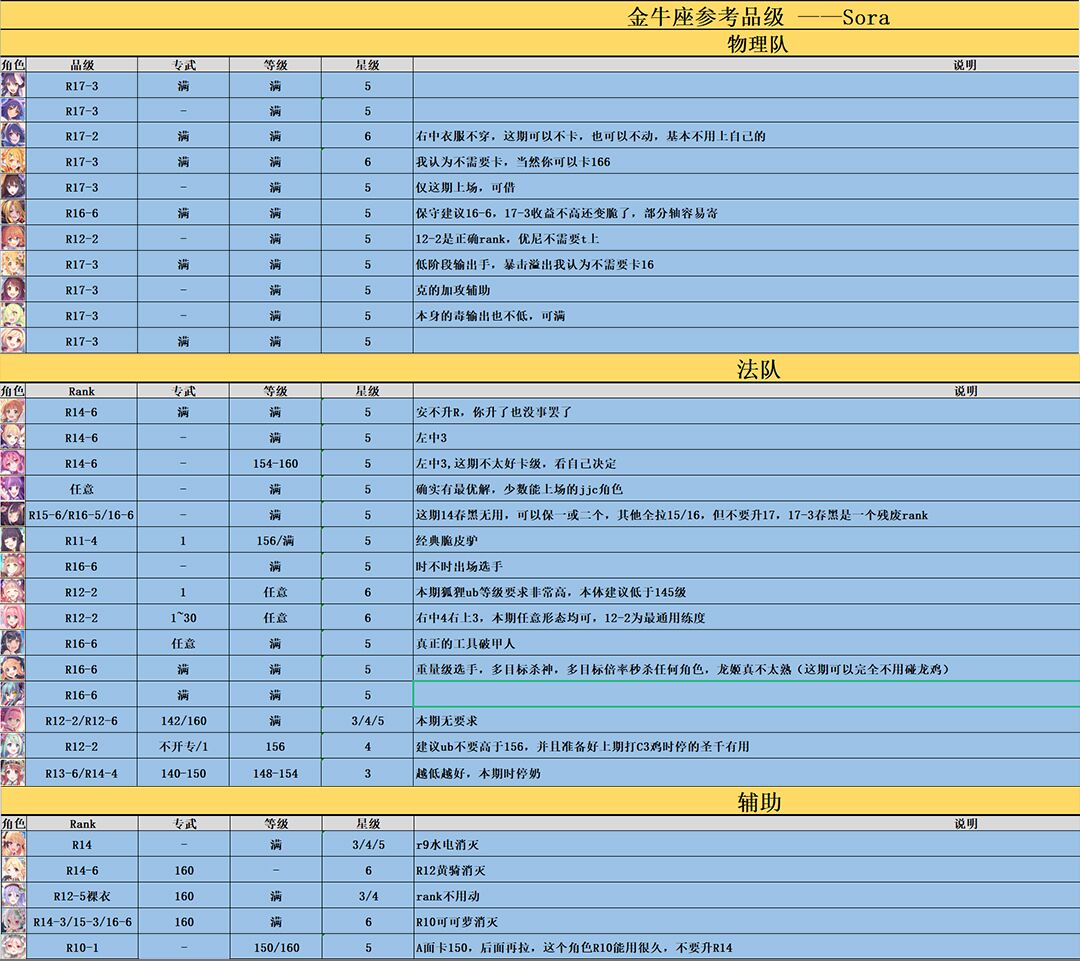 金牛座参考品级 ——Sora
物理队
角色 品级 专武 等级 星级 说明
R17-3 满 满 5
R17-3 - 满 5
R17-2 满 满 6 右中衣服不穿，这期可以不卡，也可以不动，基本不用上自己的
R17-3 满 满 6 我认为不需要卡，当然你可以卡166
R17-3 - 满 5 仅这期上场，可借
R16-6 满 满 5 保守建议16-6，17-3收益不高还变脆了，部分轴容易寄
R12-2 - 满 5 12-2是正确rank，优尼不需要t上
R17-3 满 满 5 低阶段输出手，暴击溢出我认为不需要卡16
R17-3 - 满 5 克的加攻辅助
R17-3 - 满 5 本身的毒输出也不低，可满
R17-3 满 满 5
法队
角色 Rank 专武 等级 星级 说明
R14-6 满 满 5 安不升R，你升了也没事罢了
R14-6 - 满 5 左中3
R14-6 - 154-160 5 左中3,这期不太好卡级，看自己决定
任意 - 满 5 确实有最优解，少数能上场的jjc角色
R15-6/R16-5/16-6 - 满 5 这期14春黑无用，可以保一或二个，其他全拉15/16，但不要升17，17-3春黑是一个残废rank
R11-4 1 156/满 5 经典脆皮驴
R16-6 - 满 5 时不时出场选手
R12-2 1 任意 6 本期狐狸ub等级要求非常高，本体建议低于145级
R12-2 1~30 任意 6 右中4右上3，本期任意形态均可，12-2为最通用练度
R16-6 任意 满 5 真正的工具破甲人
R16-6 满 满 5 重量级选手，多目标杀神，多目标倍率秒杀任何角色，龙姬真不太熟（这期可以完全不用碰龙鸡）
R16-6 满 满 5
R12-2/R12-6 142/160 满 3/4/5 本期无要求
R12-2 不开专/1 156 4 建议ub不要高于156，并且准备好上期打C3鸡时停的圣千有用
R13-6/R14-4 140-150 148-154 3 越低越好，本期时停奶
辅助
角色 Rank 专武 等级 星级 说明
R14 - 满 3/4/5 r9水电消灭
R14-6 160 - 6 R12黄骑消灭
R12-5裸衣 160 满 3/4 rank不用动
R14-3/15-3/16-6 160 满 6 R10可可萝消灭
R10-1 - 150/160 5 A面卡150，后面再拉，这个角色R10能用很久，不要升R14